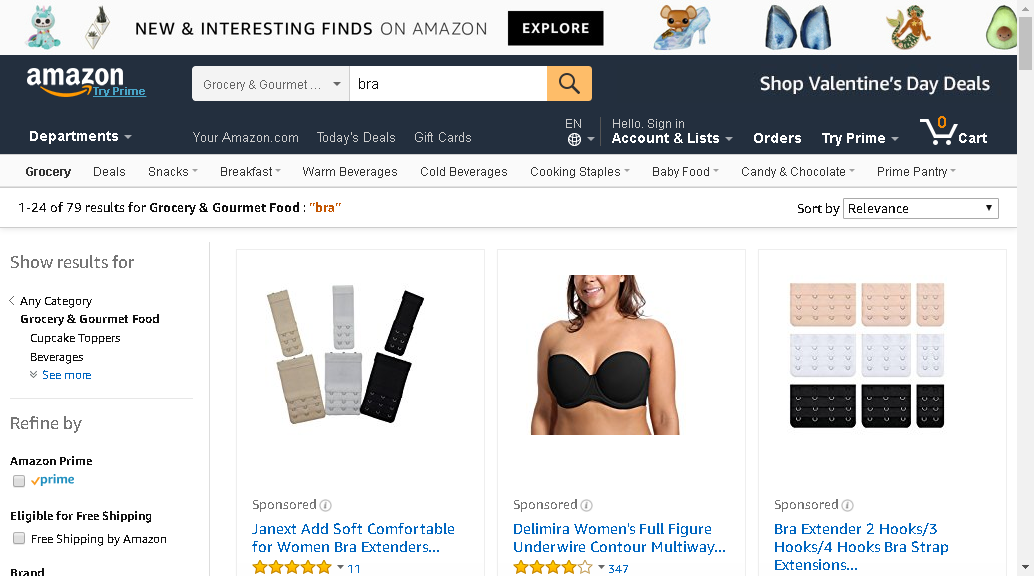 NEW & INTERESTING FINDS ON AMAZON EXPLORE
amazon
Try Prime
Grocery & Gourmet ...
bra
Shop Valentine's Day Deals
Departments
Your Amazon.com Today's Deals Gift Cards
EN
Hello. Sign in
Account & Lists
Orders
Try Prime
0
Cart
Grocery Deals Snacks Breakfast Warm Beverages Cold Beverages Cooking Staples Baby Food Candy & Chocolate Prime Pantry
1-24 of 79 results for Grocery & Gourmet Food : "bra"
Sort by Relevance
Show results for
Any Category
Grocery & Gourmet Food
Cupcake Toppers
Beverages
See more
Refine by
Amazon Prime
prime
Eligible for Free Shipping
Free Shipping by Amazon
Brand
Sponsored
Janext Add Soft Comfortable
for Women Bra Extenders...
11
Sponsored
Delimira Women's Full Figure
Underwire Contour Multiway...
347
Sponsored
Bra Extender 2 Hooks/3
Hooks/4 Hooks Bra Strap
Extensions...